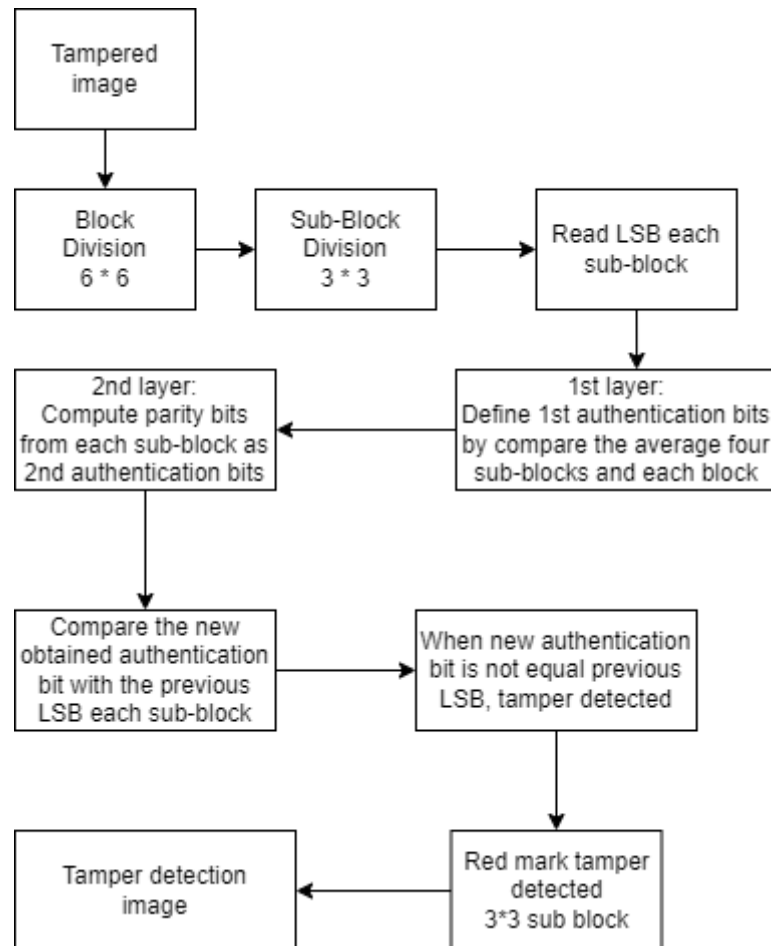 Tampered
image
Block
Division
6 * 6
Sub-Block
Division
3 * 3
Read LSB each
sub-block
1st layer:
Define 1st authentication bits
by compare the average four
sub-blocks and each block
2nd layer:
Compute parity bits
from each sub-block as
2nd authentication bits
Compare the new
obtained authentication
bit with the previous
LSB each sub-block
When new authentication
bit is not equal previous
LSB, tamper detected
Red mark tamper
detected
3*3 sub block
Tamper detection
image